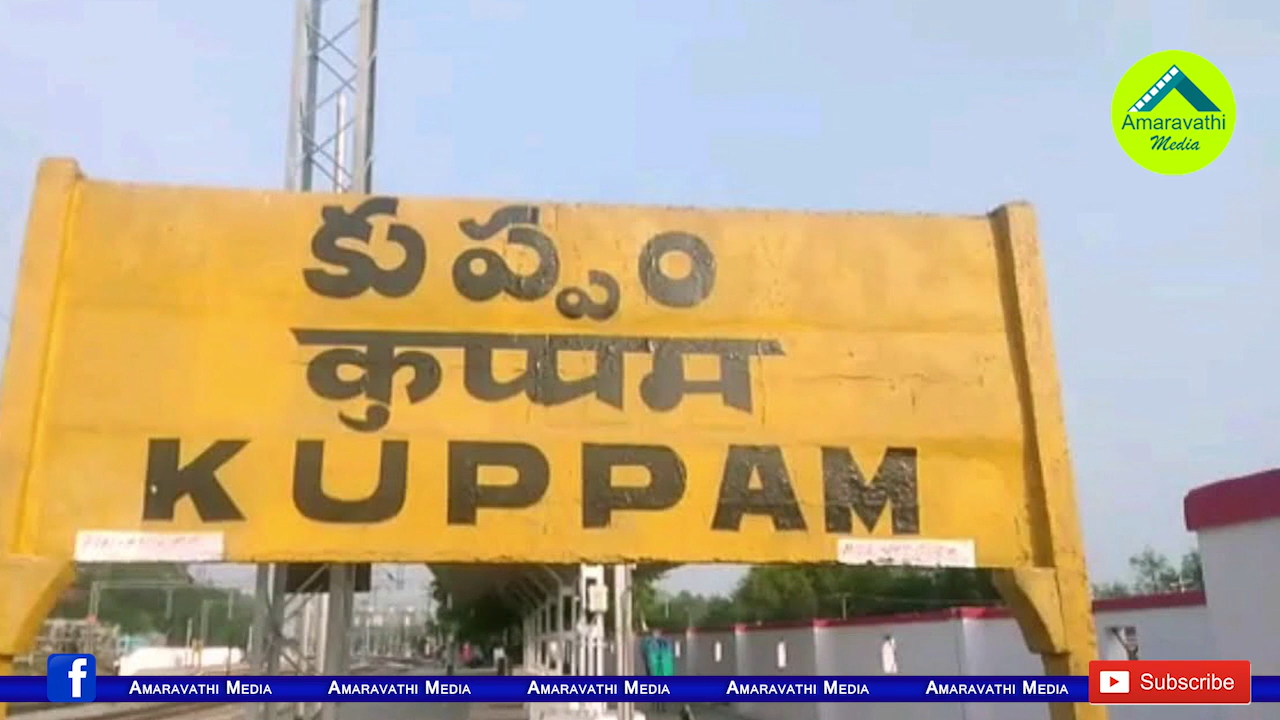 Amaravathi
Media
కుప్పం
कुप्पम
KUPPAM
AMARAVATHI MEDIA AMARAVATHI MEDIA AMARAVATHI MEDIA AMARAVATHI MEDIA AMARAVATHI MEDIA
f
Subscribe